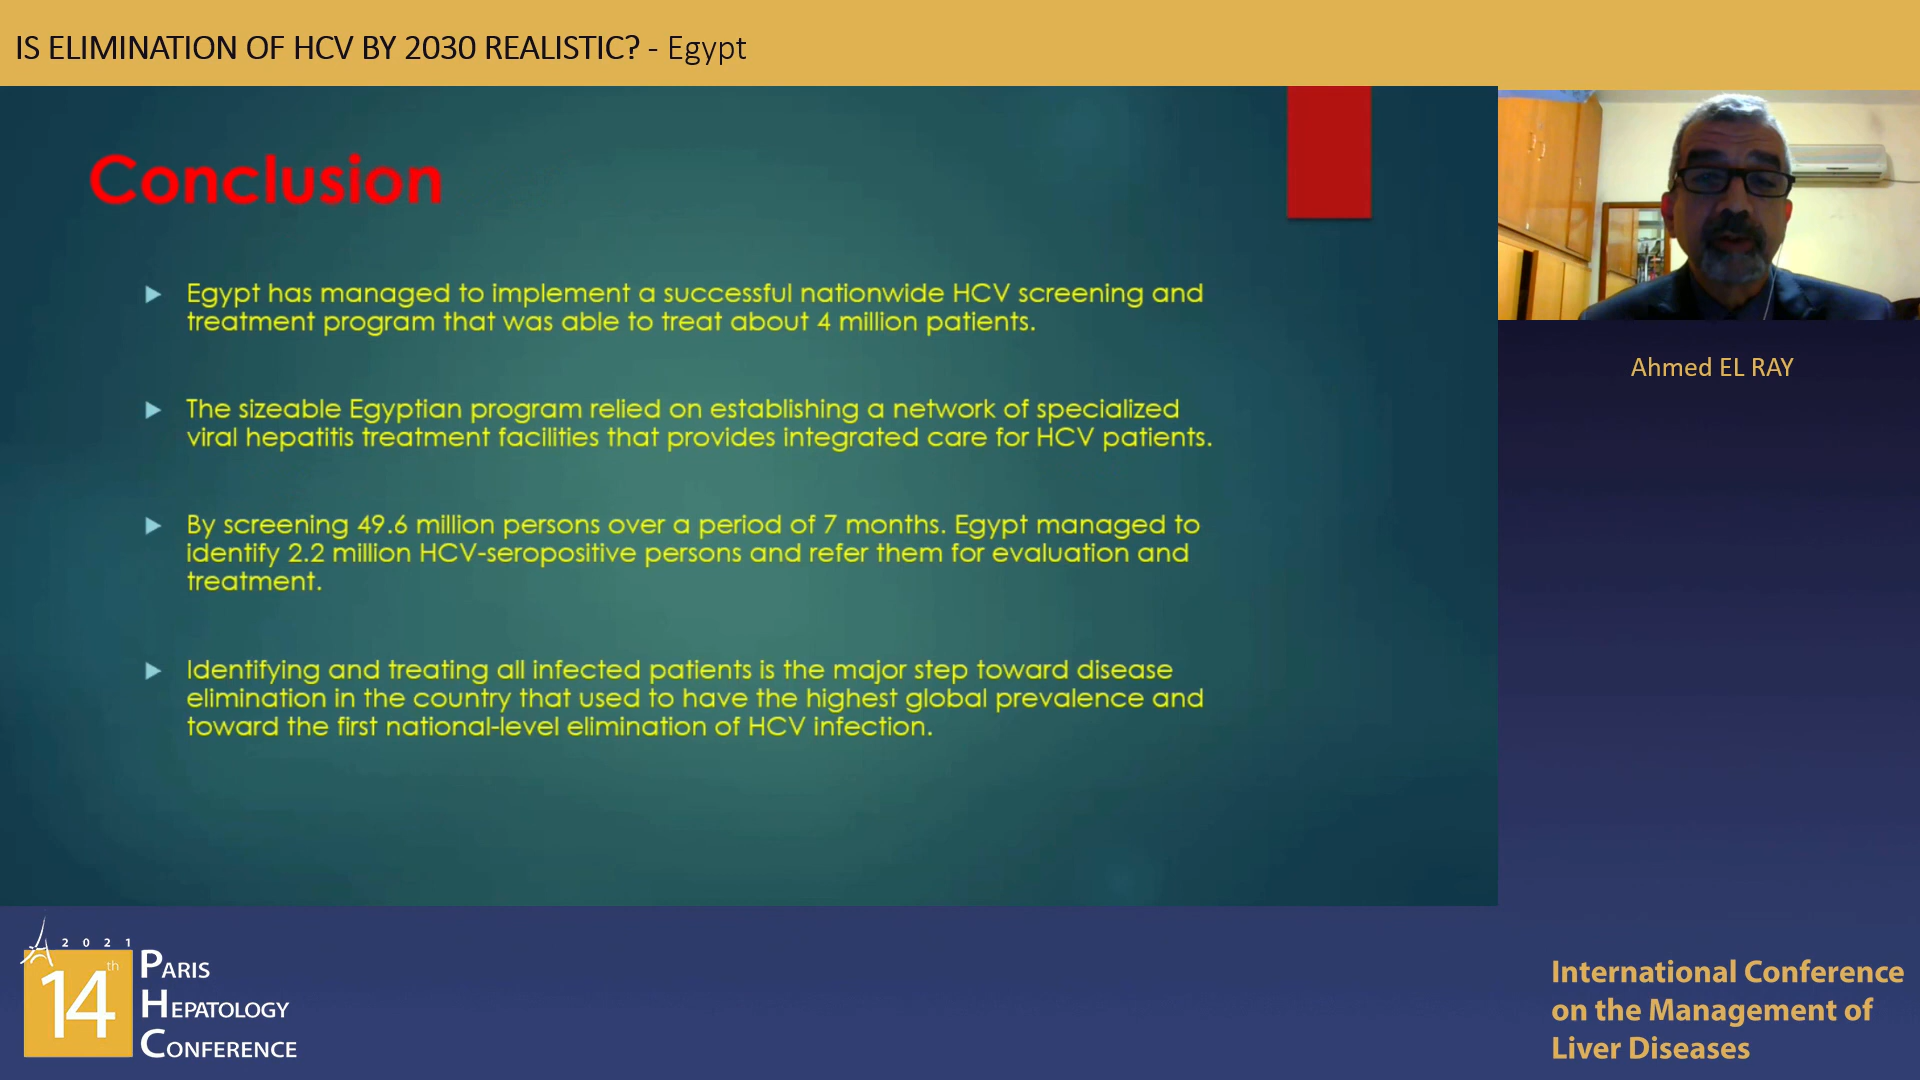 IS ELIMINATION OF HCV BY 2030 REALISTIC? - Egypt
Conclusion
Egypt has managed to implement a successful nationwide HCV screening and
treatment program that was able to treat about 4 million patients.
The sizeable Egyptian program relied on establishing a network of specialized
viral hepatitis treatment facilities that provides integrated care for HCV patients.
By screening 49.6 million persons over a period of 7 months. Egypt managed to
identify 2.2 million HCV-seropositive persons and refer them for evaluation and
treatment.
Identifying and treating all infected patients is the major step toward disease
elimination in the country that used to have the highest global prevalence and
toward the first national-level elimination of HCV infection.
Ahmed EL RAY
2021
14th
PARIS
HEPATOLOGY
CONFERENCE
International Conference
on the Management of
Liver Diseases